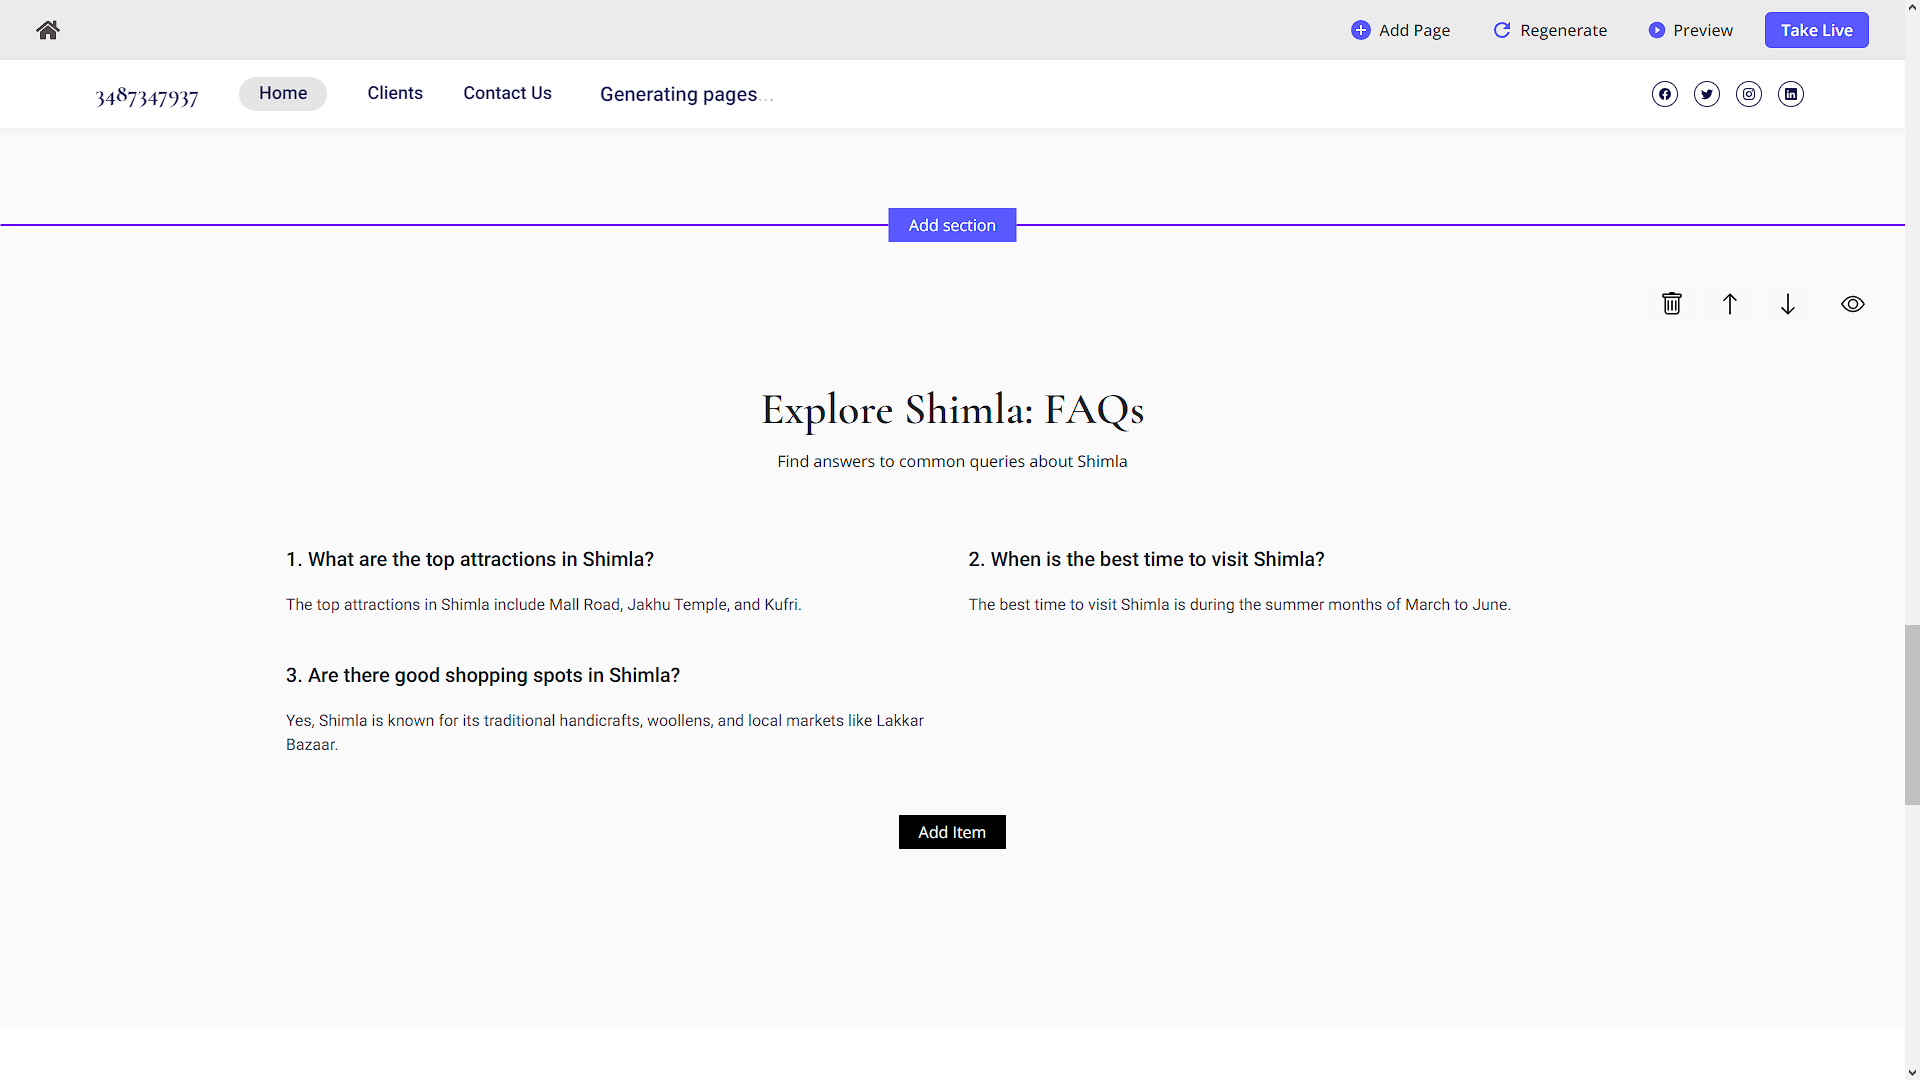 Add Page
Regenerate
Preview
Take Live
3487347937
Home
Clients
Contact Us
Generating pages...
Add section
Explore Shimla: FAQs
Find answers to common queries about Shimla
1. What are the top attractions in Shimla?
The top attractions in Shimla include Mall Road, Jakhu Temple, and Kufri.
2. When is the best time to visit Shimla?
The best time to visit Shimla is during the summer months of March to June.
3. Are there good shopping spots in Shimla?
Yes, Shimla is known for its traditional handicrafts, woollens, and local markets like Lakkar
Bazaar.
Add Item